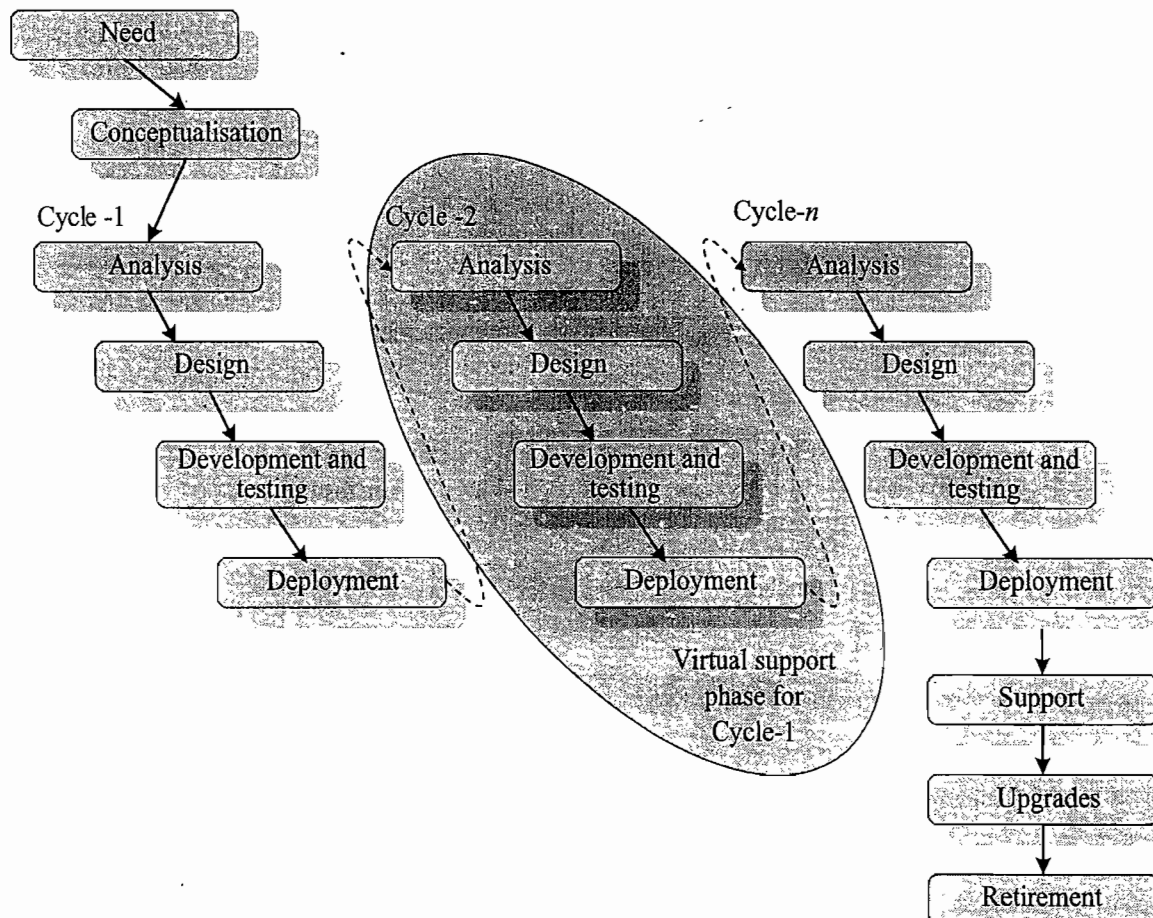 Need
Conceptualisation
Cycle -1
Analysis
Design
Development and
testing
Deployment
Cycle -2
Analysis
Design
Development and
testing
Deployment
Virtual support
phase for
Cycle-1
Cycle-n
Analysis
Design
Development and
testing
Deployment
Support
Upgrades
Retirement